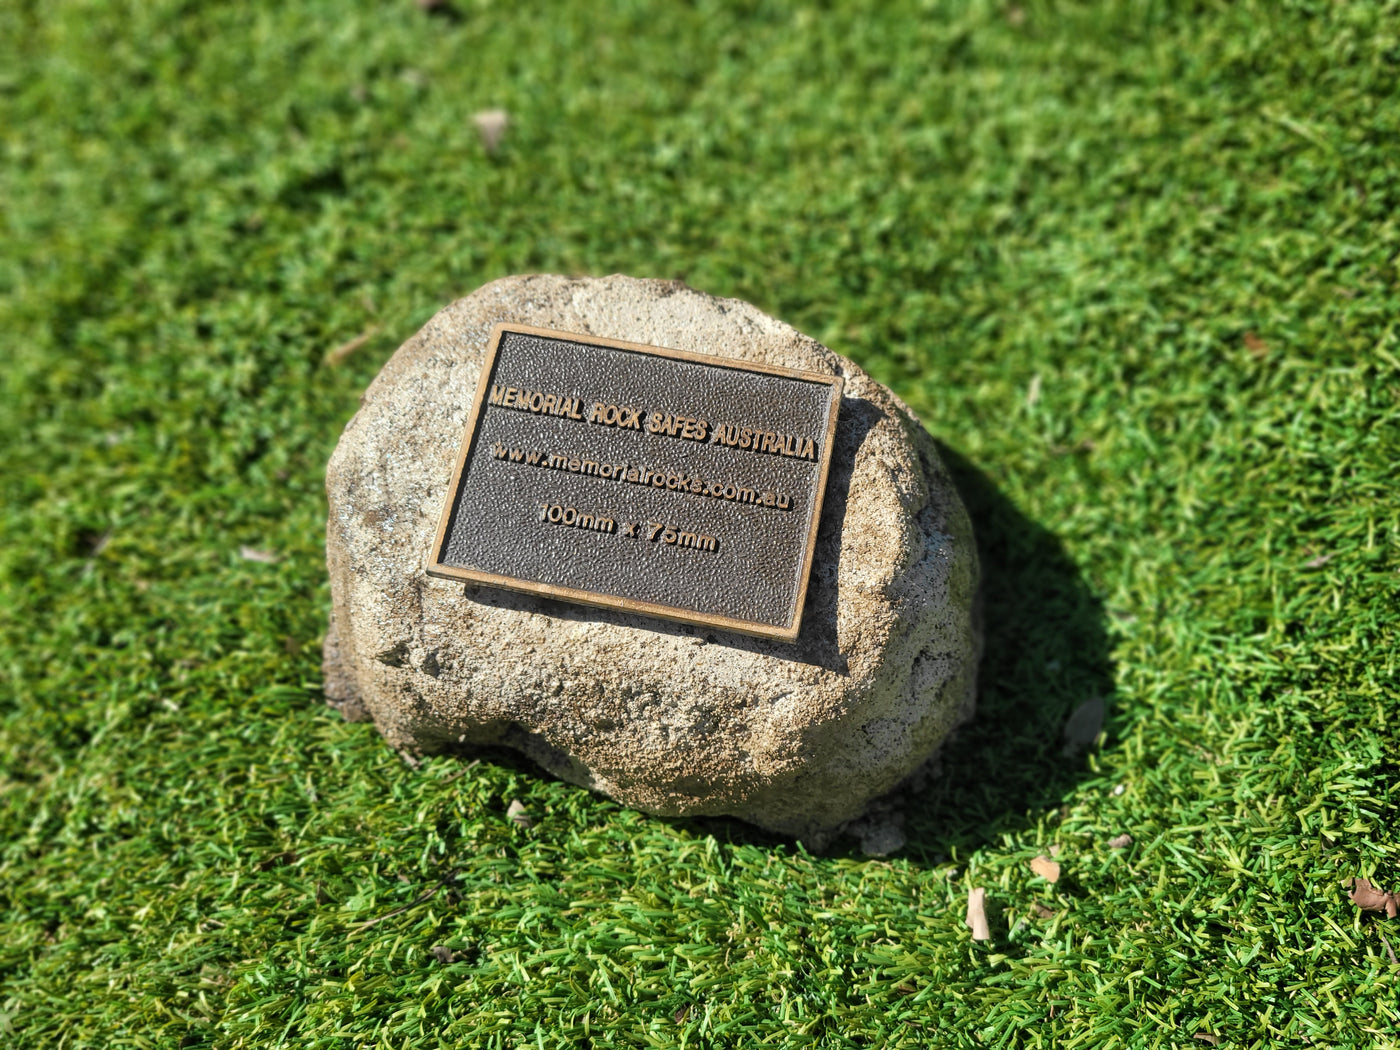 MEMORIAL ROCK SAFES AUSTRALIA
www.memorialrocks.com.au
100mm x 75mm